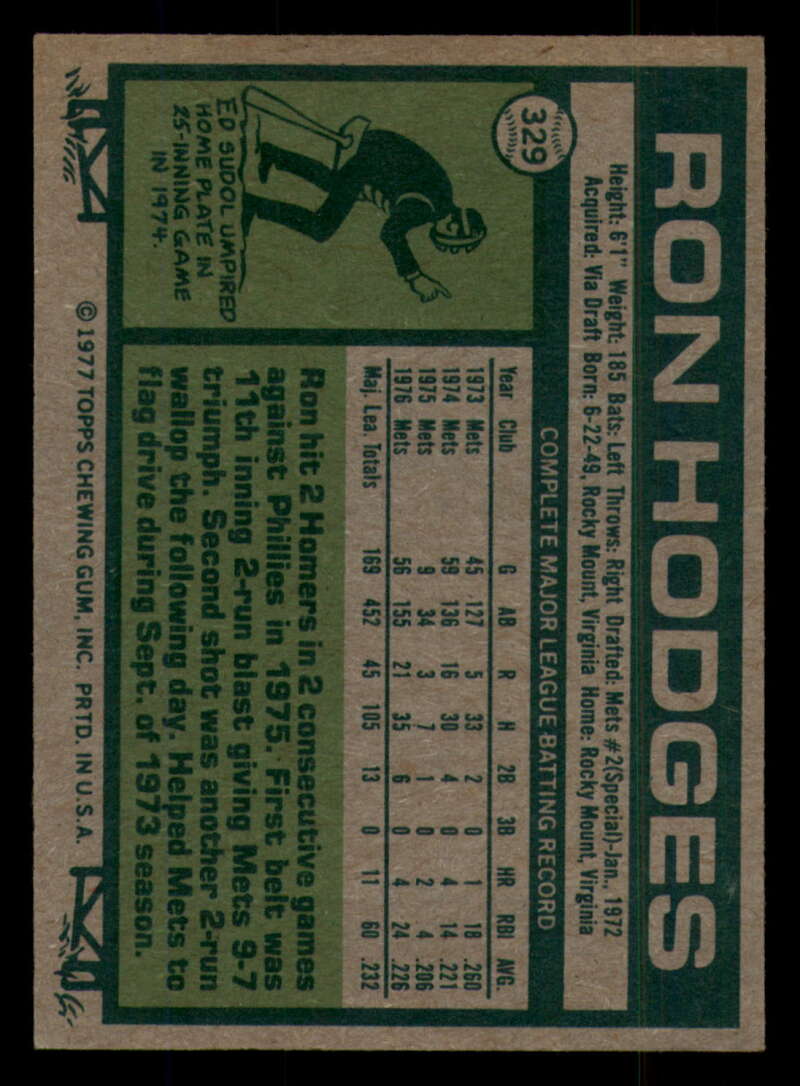 329
RON HODGES
Height: 6'1" Weight: 185 Bats: Left Throws: Right Drafted: Mets #2(Special)-Jan., 1972
Acquired: Via Draft Born: 6-22-49, Rocky Mount, Virginia Home: Rocky Mount, Virginia
COMPLETE MAJOR LEAGUE BATTING RECORD
Year Club G AB R H 2B 3B HR RBI AVG.
1973 Mets 45 127 5 33 2 0 1 18 .260
1974 Mets 59 136 16 30 4 0 4 14 .221
1975 Mets 9 34 3 7 1 0 2 4 .206
1976 Mets 56 155 21 35 6 0 4 24 .226
Maj. Lea. Totals 169 452 45 105 13 0 11 60 .232
ED SUDOL UMPIRED
HOME PLATE IN
25-INNING GAME
IN 1974.
Ron hit 2 Homers in 2 consecutive games
against Phillies in 1975. First belt was
11th inning 2-run blast giving Mets 9-7
triumph. Second shot was another 2-run
wallop the following day. Helped Mets to
flag drive during Sept. of 1973 season.
© 1977 TOPPS CHEWING GUM, INC. PRTD. IN U.S.A.